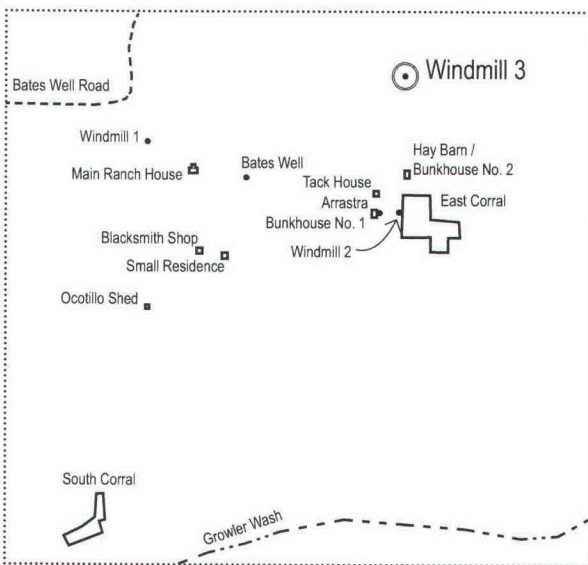 Windmill 3
Bates Well Road
Windmill 1
Main Ranch House
Bates Well
Hay Barn /
Bunkhouse No. 2
Tack House
East Corral
Arrastra
Bunkhouse No. 1
Windmill 2
Blacksmith Shop
Small Residence
Ocotillo Shed
South Corral
Growler Wash